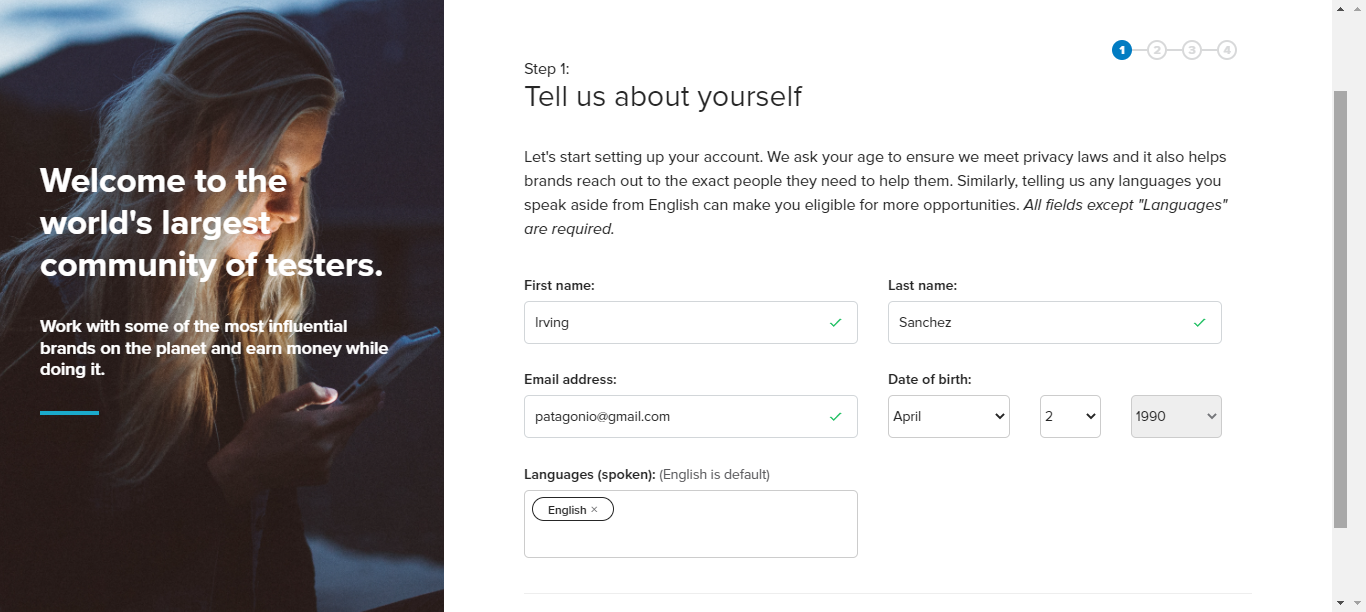 Welcome to the
world's largest
community of testers.
Work with some of the most influential
brands on the planet and earn money while
doing it.
1 2 3 4
Step 1:
Tell us about yourself
Let's start setting up your account. We ask your age to ensure we meet privacy laws and it also helps
brands reach out to the exact people they need to help them. Similarly, telling us any languages you
speak aside from English can make you eligible for more opportunities. All fields except "Languages"
are required.
First name: Last name:
Irving Sanchez
Email address: Date of birth:
patagonio@gmail.com April 2 1990
Languages (spoken): (English is default)
English ×